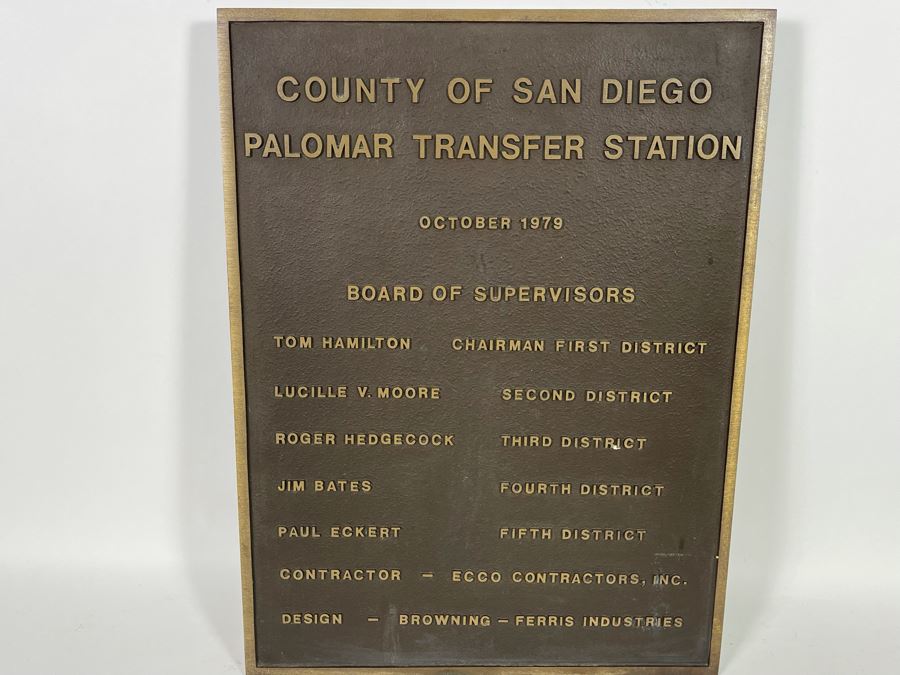 COUNTY OF SAN DIEGO
PALOMAR TRANSFER STATION
OCTOBER 1979
BOARD OF SUPERVISORS
TOM HAMILTON CHAIRMAN FIRST DISTRICT
LUCILLE V. MOORE SECOND DISTRICT
ROGER HEDGECOCK THIRD DISTRICT
JIM BATES FOURTH DISTRICT
PAUL ECKERT FIFTH DISTRICT
CONTRACTOR – ECCO CONTRACTORS, INC.
DESIGN – BROWNING – FERRIS INDUSTRIES